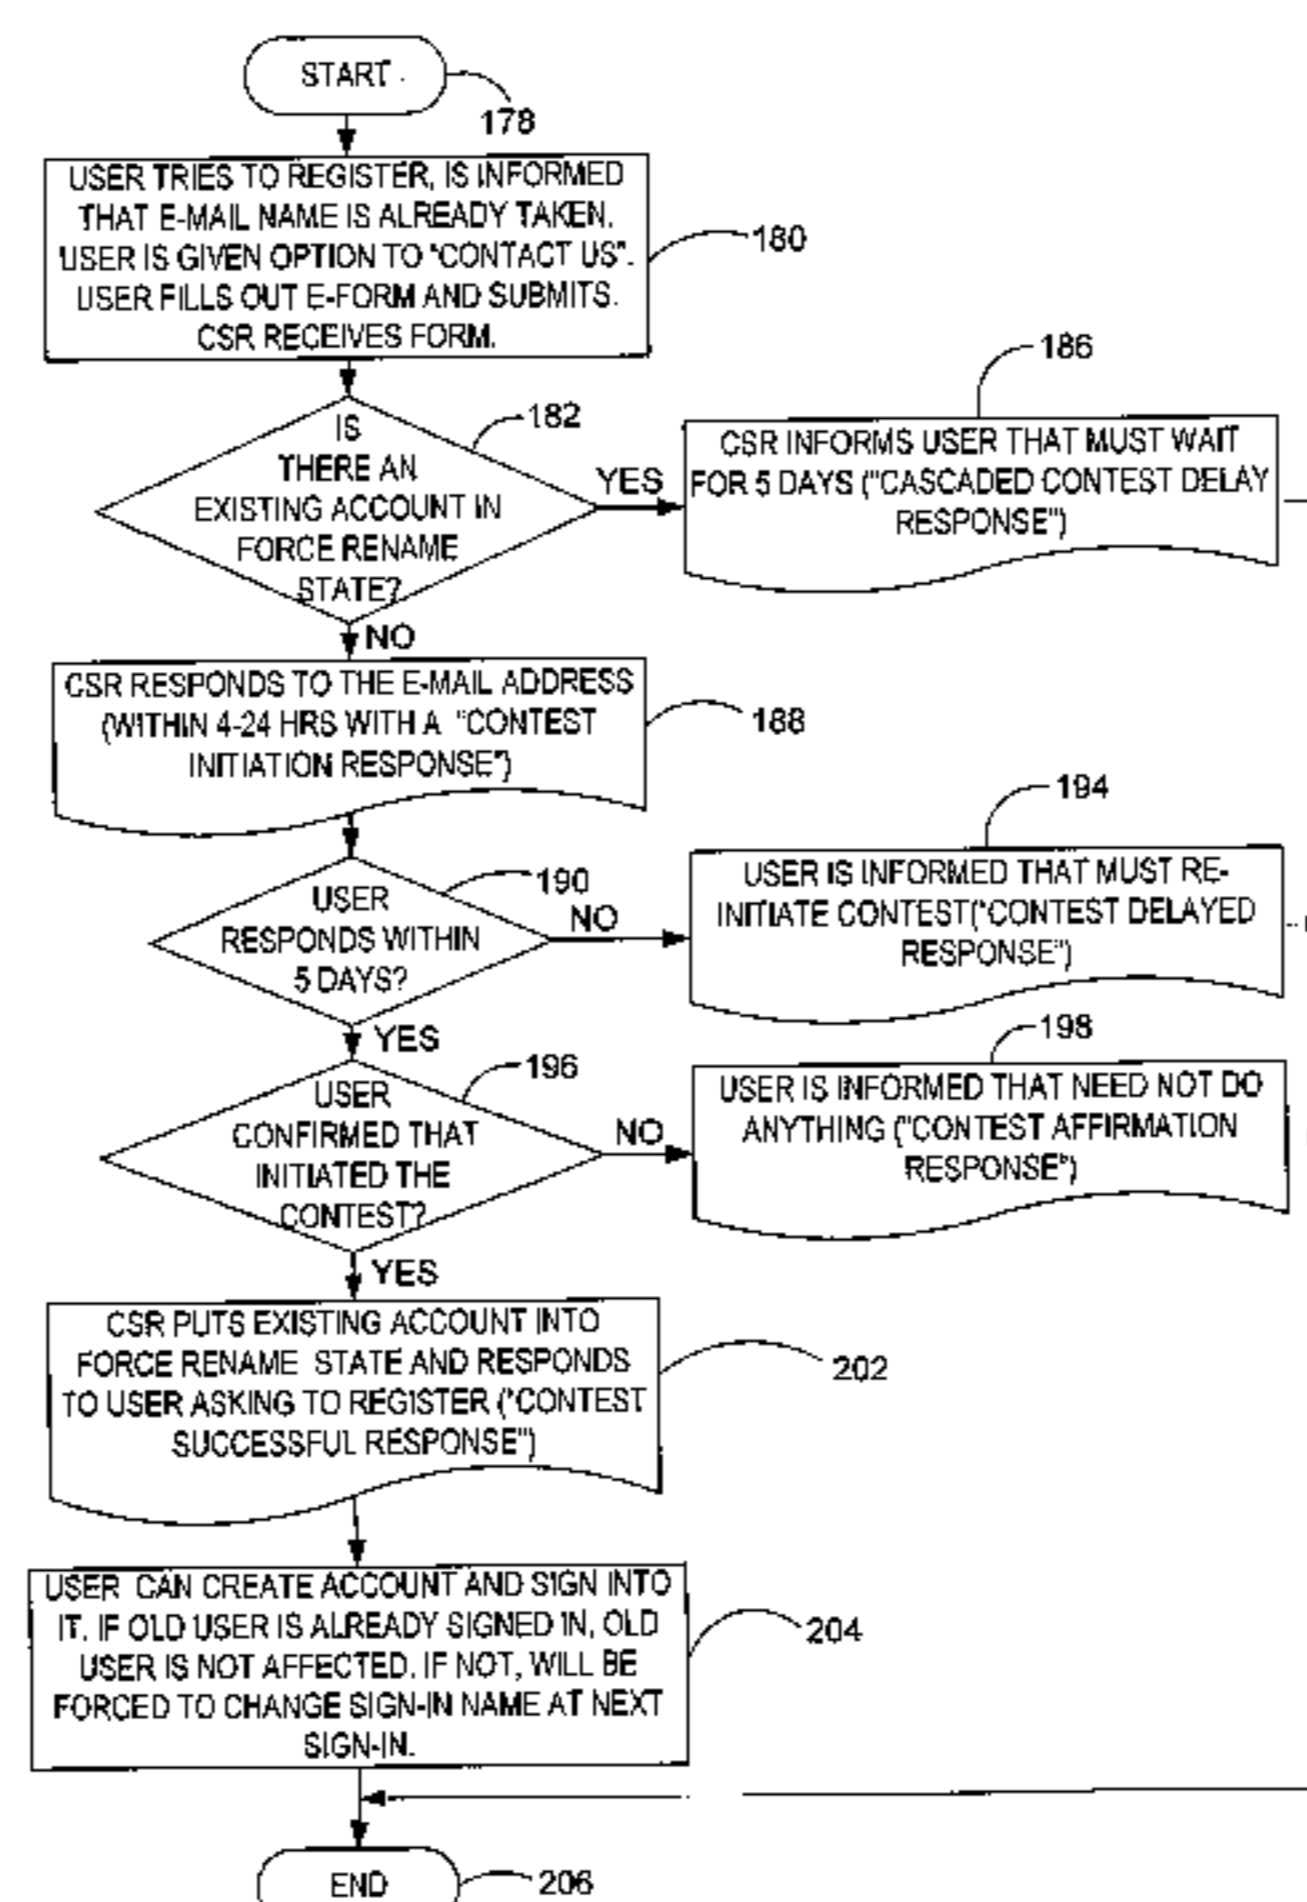 START
178
USER TRIES TO REGISTER, IS INFORMED
THAT E-MAIL NAME IS ALREADY TAKEN.
USER IS GIVEN OPTION TO "CONTACT US".
USER FILLS OUT E-FORM AND SUBMITS.
CSR RECEIVES FORM.
180
IS
THERE AN
EXISTING ACCOUNT IN
FORCE RENAME
STATE?
182
YES
186
CSR INFORMS USER THAT MUST WAIT
FOR 5 DAYS ("CASCADED CONTEST DELAY
RESPONSE")
NO
CSR RESPONDS TO THE E-MAIL ADDRESS
(WITHIN 4-24 HRS WITH A "CONTEST
INITIATION RESPONSE")
188
USER
RESPONDS WITHIN
5 DAYS?
190
NO
194
USER IS INFORMED THAT MUST RE-
INITIATE CONTEST("CONTEST DELAYED
RESPONSE")
YES
USER
CONFIRMED THAT
INITIATED THE
CONTEST?
196
NO
198
USER IS INFORMED THAT NEED NOT DO
ANYTHING ("CONTEST AFFIRMATION
RESPONSE")
YES
CSR PUTS EXISTING ACCOUNT INTO
FORCE RENAME STATE AND RESPONDS
TO USER ASKING TO REGISTER ("CONTEST
SUCCESSFUL RESPONSE")
202
USER CAN CREATE ACCOUNT AND SIGN INTO
IT. IF OLD USER IS ALREADY SIGNED IN, OLD
USER IS NOT AFFECTED. IF NOT, WILL BE
FORCED TO CHANGE SIGN-IN NAME AT NEXT
SIGN-IN.
204
END
206